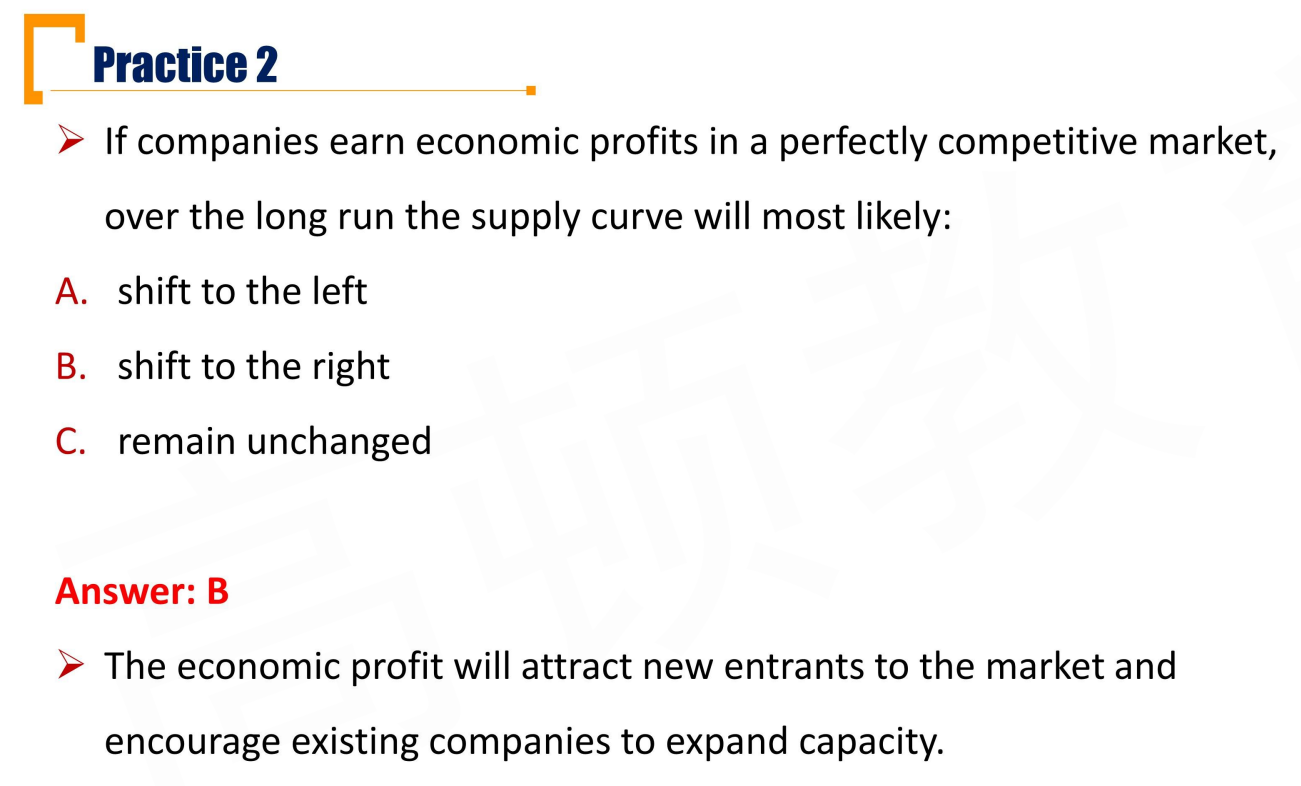 Practice 2
➢ If companies earn economic profits in a perfectly competitive market,
over the long run the supply curve will most likely:
A. shift to the left
B. shift to the right
C. remain unchanged
Answer: B
➢ The economic profit will attract new entrants to the market and
encourage existing companies to expand capacity.
高顿教